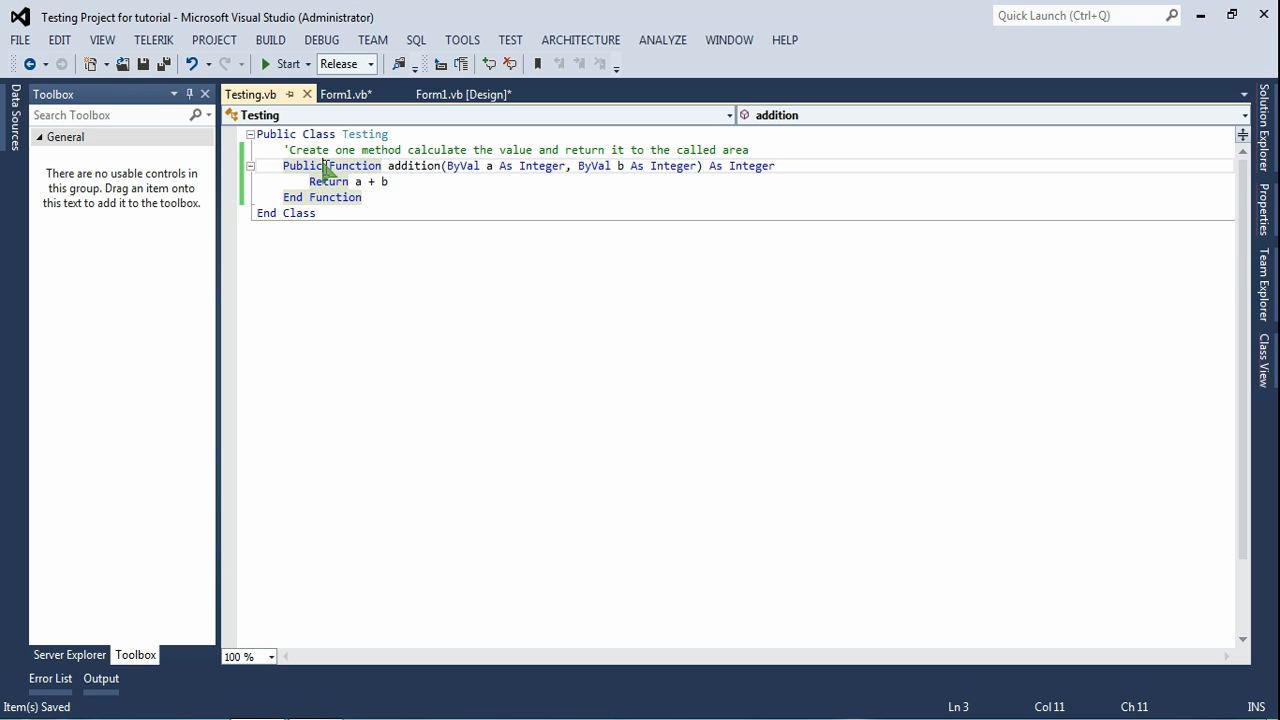 Testing Project for tutorial - Microsoft Visual Studio (Administrator)
Quick Launch (Ctrl+Q)
FILE EDIT VIEW TELERIK PROJECT BUILD DEBUG TEAM SQL TOOLS TEST ARCHITECTURE ANALYZE WINDOW HELP
Start Release
Data Sources
Toolbox
Search Toolbox
General
There are no usable controls in
this group. Drag an item onto
this text to add it to the toolbox.
Server Explorer Toolbox
Testing.vb Form1.vb* Form1.vb [Design]*
Testing addition
Public Class Testing
'Create one method calculate the value and return it to the called area
Public Function addition(ByVal a As Integer, ByVal b As Integer) As Integer
Return a + b
End Function
End Class
100 %
Solution Explorer
Properties
Team Explorer
Class View
Error List Output
Item(s) Saved Ln 3 Col 11 Ch 11 INS